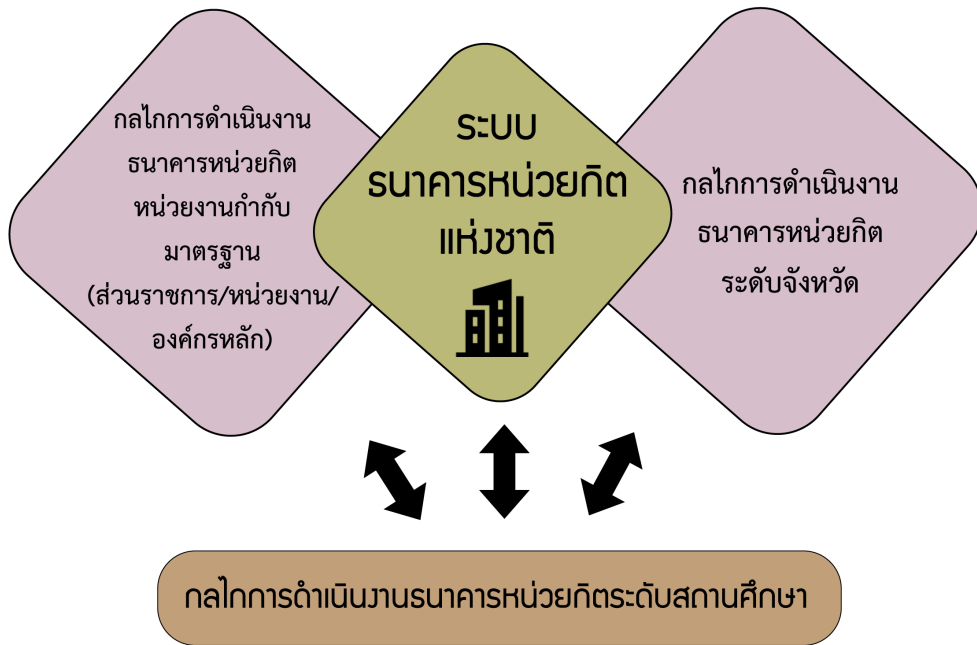 กลไกการดำเนินงาน
ธนาคารหน่วยกิต
หน่วยงานกำกับ
มาตรฐาน
(ส่วนราชการ/หน่วยงาน/
องค์กรหลัก)
ระบบ
ธนาคารหน่วยกิต
แห่งชาติ
กลไกการดำเนินงาน
ธนาคารหน่วยกิต
ระดับจังหวัด
กลไกการดำเนินงานธนาคารหน่วยกิตระดับสถานศึกษา